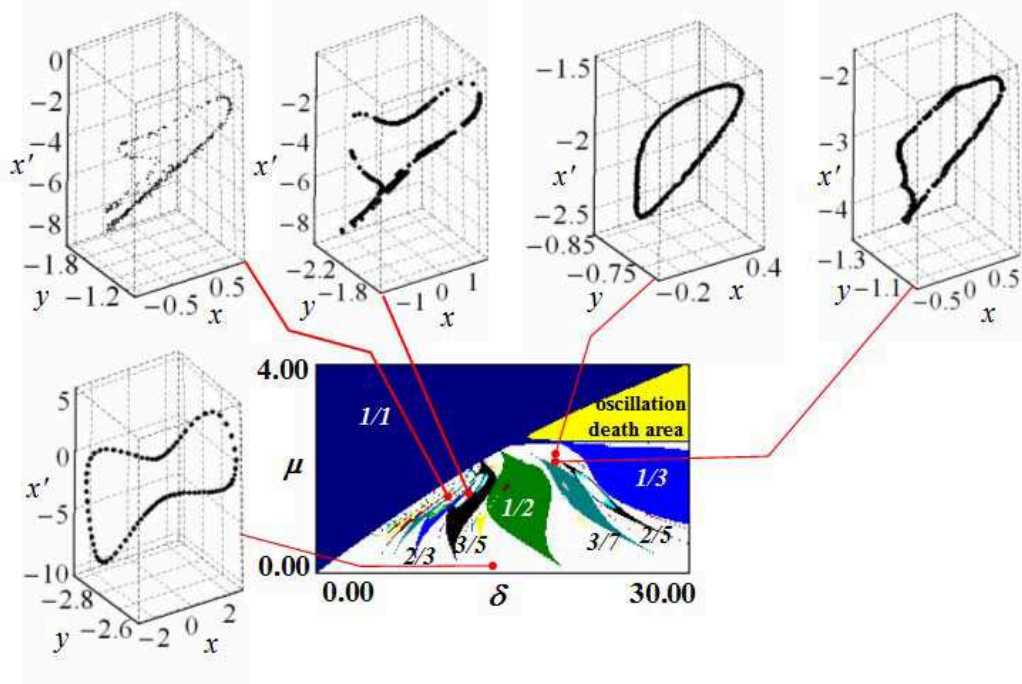 0
−2
−4
−6
−8
x'
−1.8
y
−1.2
−0.5
0.5
x
−2
−4
−6
−8
x'
−2.2
y
−1.8
−1
0
1
x
−1.5
−2
x'
−2.5
−0.85
−0.75
y
−0.2
x
0.4
−2
−3
x'
−4
−1.3
y
−1.1
−0.5
0
0.5
x
5
0
x'
−5
−10
−2.8
y
−2.6
−2
0
2
x
4.00
μ
0.00
0.00
δ
30.00
1/1
oscillation
death area
1/3
1/2
2/3
3/5
3/7
2/5